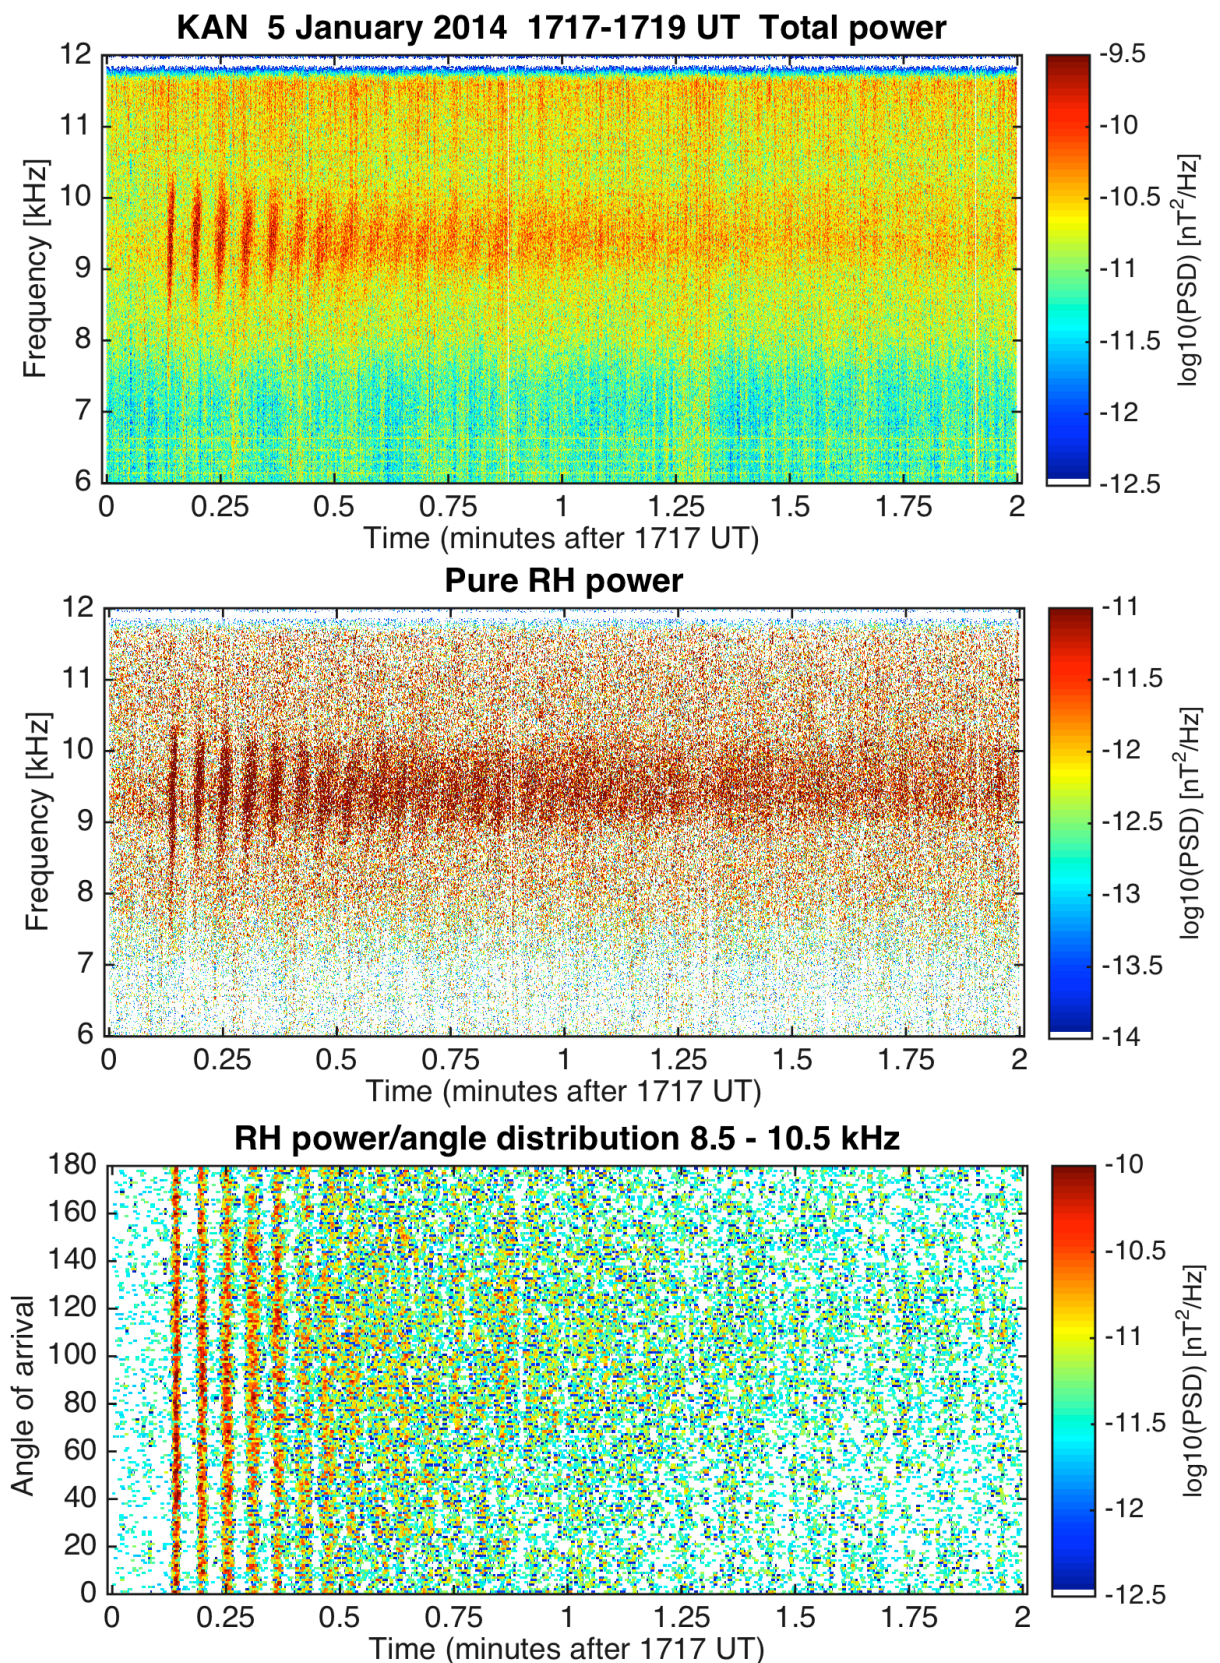 KAN 5 January 2014 1717-1719 UT Total power
12
11
10
9
8
7
6
Frequency [kHz]
0 0.25 0.5 0.75 1 1.25 1.5 1.75 2
Time (minutes after 1717 UT)
-9.5
-10
-10.5
-11
-11.5
-12
-12.5
log10(PSD) [nT²/Hz]
Pure RH power
12
11
10
9
8
7
6
Frequency [kHz]
0 0.25 0.5 0.75 1 1.25 1.5 1.75 2
Time (minutes after 1717 UT)
-11
-11.5
-12
-12.5
-13
-13.5
-14
log10(PSD) [nT²/Hz]
RH power/angle distribution 8.5 - 10.5 kHz
180
160
140
120
100
80
60
40
20
0
Angle of arrival
0 0.25 0.5 0.75 1 1.25 1.5 1.75 2
Time (minutes after 1717 UT)
-10
-10.5
-11
-11.5
-12
-12.5
log10(PSD) [nT²/Hz]